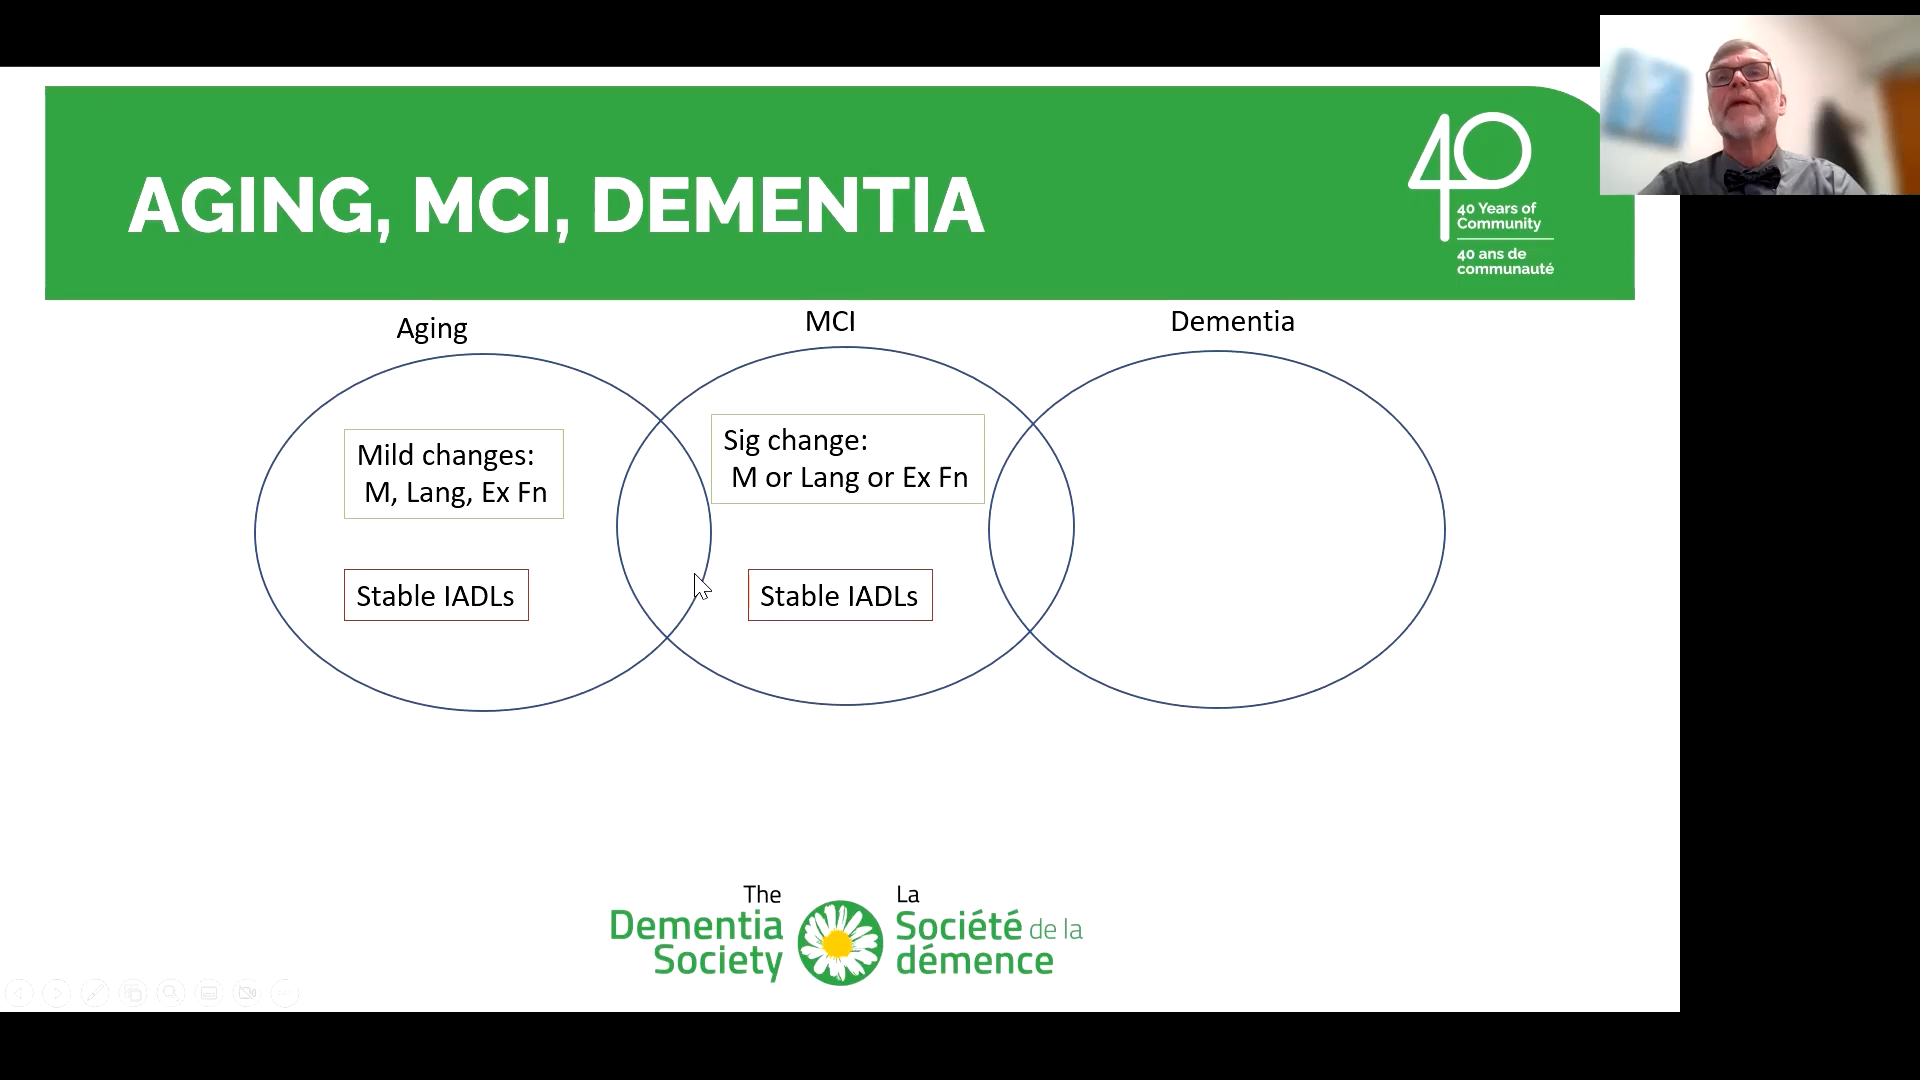 AGING, MCI, DEMENTIA
40
40 Years of
Community
40 ans de
communauté
Aging
MCI
Dementia
Mild changes:
M, Lang, Ex Fn
Sig change:
M or Lang or Ex Fn
Stable IADLs
Stable IADLs
The
Dementia
Society
La
Société de la
démence